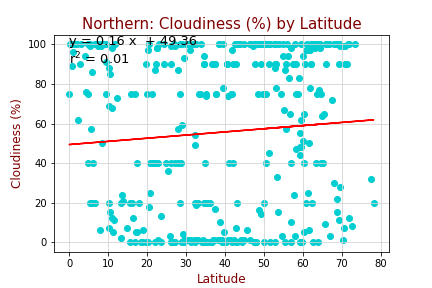 Northern: Cloudiness (%) by Latitude
y = 0.16 x  + 49.36
r² = 0.01
Cloudiness (%)
100
80
60
40
20
0
0 10 20 30 40 50 60 70 80
Latitude